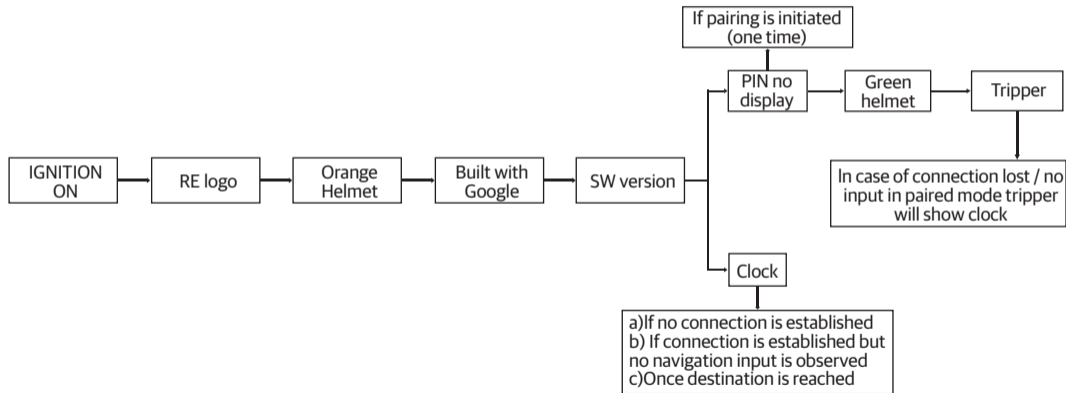 If pairing is initiated
(one time)
PIN no
display
Green
helmet
Tripper
IGNITION
ON
RE logo
Orange
Helmet
Built with
Google
SW version
In case of connection lost / no
input in paired mode tripper
will show clock
Clock
a)If no connection is established
b) If connection is established but
no navigation input is observed
c)Once destination is reached